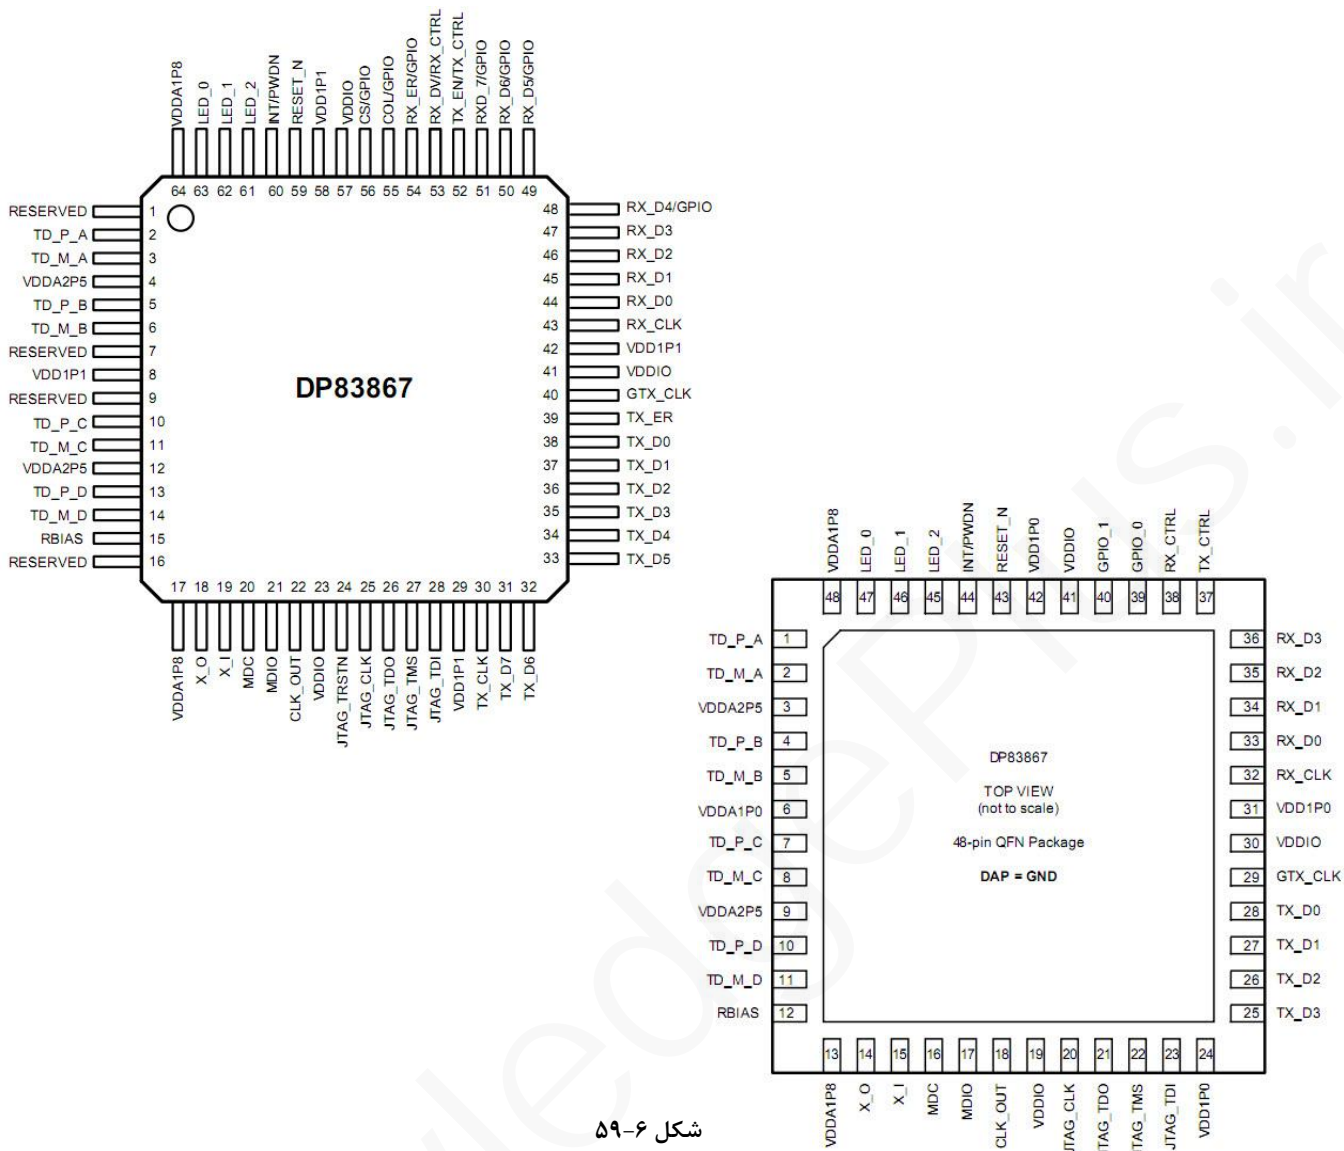 VDDA1P8
LED_0
LED_1
LED_2
INT/PWDN
RESET_N
VDD1P1
VDDIO
CS/GPIO
COL/GPIO
RX_ER/GPIO
RX_DV/RX_CTRL
TX_EN/TX_CTRL
RXD_7/GPIO
RX_D6/GPIO
RX_D5/GPIO
64 63 62 61 60 59 58 57 56 55 54 53 52 51 50 49
RESERVED 1
TD_P_A 2
TD_M_A 3
VDDA2P5 4
TD_P_B 5
TD_M_B 6
RESERVED 7
VDD1P1 8
RESERVED 9
TD_P_C 10
TD_M_C 11
VDDA2P5 12
TD_P_D 13
TD_M_D 14
RBIAS 15
RESERVED 16
DP83867
48 RX_D4/GPIO
47 RX_D3
46 RX_D2
45 RX_D1
44 RX_D0
43 RX_CLK
42 VDD1P1
41 VDDIO
40 GTX_CLK
39 TX_ER
38 TX_D0
37 TX_D1
36 TX_D2
35 TX_D3
34 TX_D4
33 TX_D5
17 18 19 20 21 22 23 24 25 26 27 28 29 30 31 32
VDDA1P8
X_O
X_I
MDC
MDIO
CLK_OUT
VDDIO
JTAG_TRSTN
JTAG_CLK
JTAG_TDO
JTAG_TMS
JTAG_TDI
VDD1P1
TX_CLK
TX_D7
TX_D6
VDDA1P8
LED_0
LED_1
LED_2
INT/PWDN
RESET_N
VDD1P0
VDDIO
GPIO_1
GPIO_0
RX_CTRL
TX_CTRL
48 47 46 45 44 43 42 41 40 39 38 37
TD_P_A 1
TD_M_A 2
VDDA2P5 3
TD_P_B 4
TD_M_B 5
VDDA1P0 6
TD_P_C 7
TD_M_C 8
VDDA2P5 9
TD_P_D 10
TD_M_D 11
RBIAS 12
DP83867
TOP VIEW
(not to scale)
48-pin QFN Package
DAP = GND
36 RX_D3
35 RX_D2
34 RX_D1
33 RX_D0
32 RX_CLK
31 VDD1P0
30 VDDIO
29 GTX_CLK
28 TX_D0
27 TX_D1
26 TX_D2
25 TX_D3
13 14 15 16 17 18 19 20 21 22 23 24
VDDA1P8
X_O
X_I
MDC
MDIO
CLK_OUT
VDDIO
JTAG_CLK
JTAG_TDO
JTAG_TMS
JTAG_TDI
VDD1P0
شکل ۶-۵۹